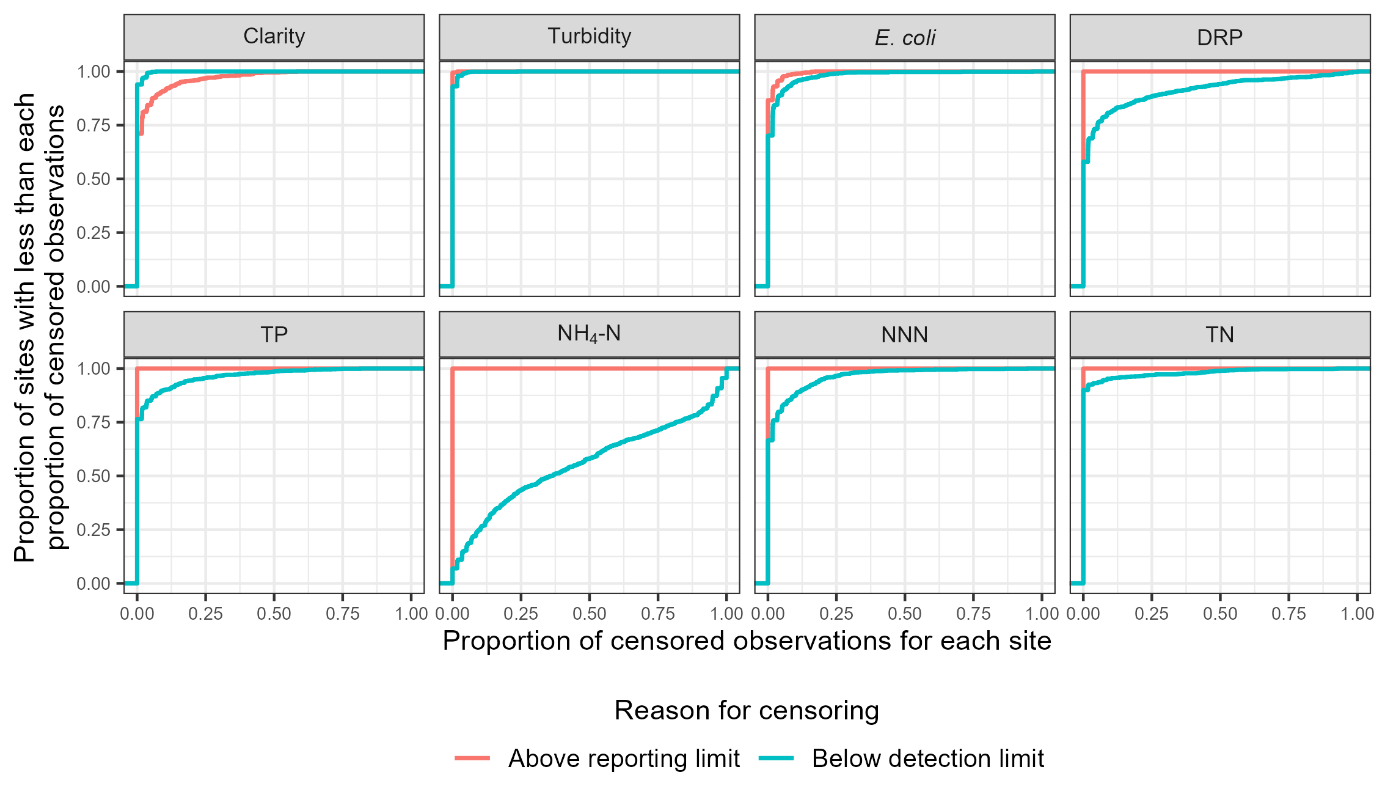 Clarity Turbidity E. coli DRP
Proportion of sites with less than each
proportion of censored observations
1.00
0.75
0.50
0.25
0.00
TP NH₄-N NNN TN
1.00
0.75
0.50
0.25
0.00
0.00 0.25 0.50 0.75 1.00 0.00 0.25 0.50 0.75 1.00 0.00 0.25 0.50 0.75 1.00 0.00 0.25 0.50 0.75 1.00
Proportion of censored observations for each site
Reason for censoring
Above reporting limit Below detection limit